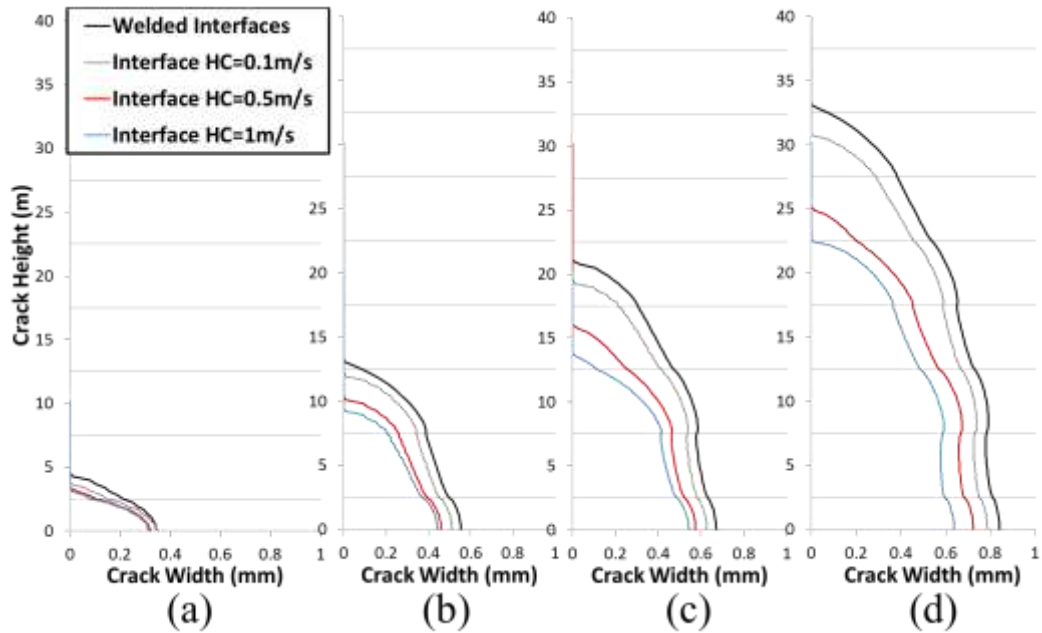 40
35
30
25
20
15
10
5
0
Crack Height (m)
Welded Interfaces
Interface HC=0.1m/s
Interface HC=0.5m/s
Interface HC=1m/s
0 0.2 0.4 0.6 0.8 1
Crack Width (mm)
(a)
40
35
30
25
20
15
10
5
0
0 0.2 0.4 0.6 0.8 1
Crack Width (mm)
(b)
40
35
30
25
20
15
10
5
0
0 0.2 0.4 0.6 0.8 1
Crack Width (mm)
(c)
40
35
30
25
20
15
10
5
0
0 0.2 0.4 0.6 0.8 1
Crack Width (mm)
(d)